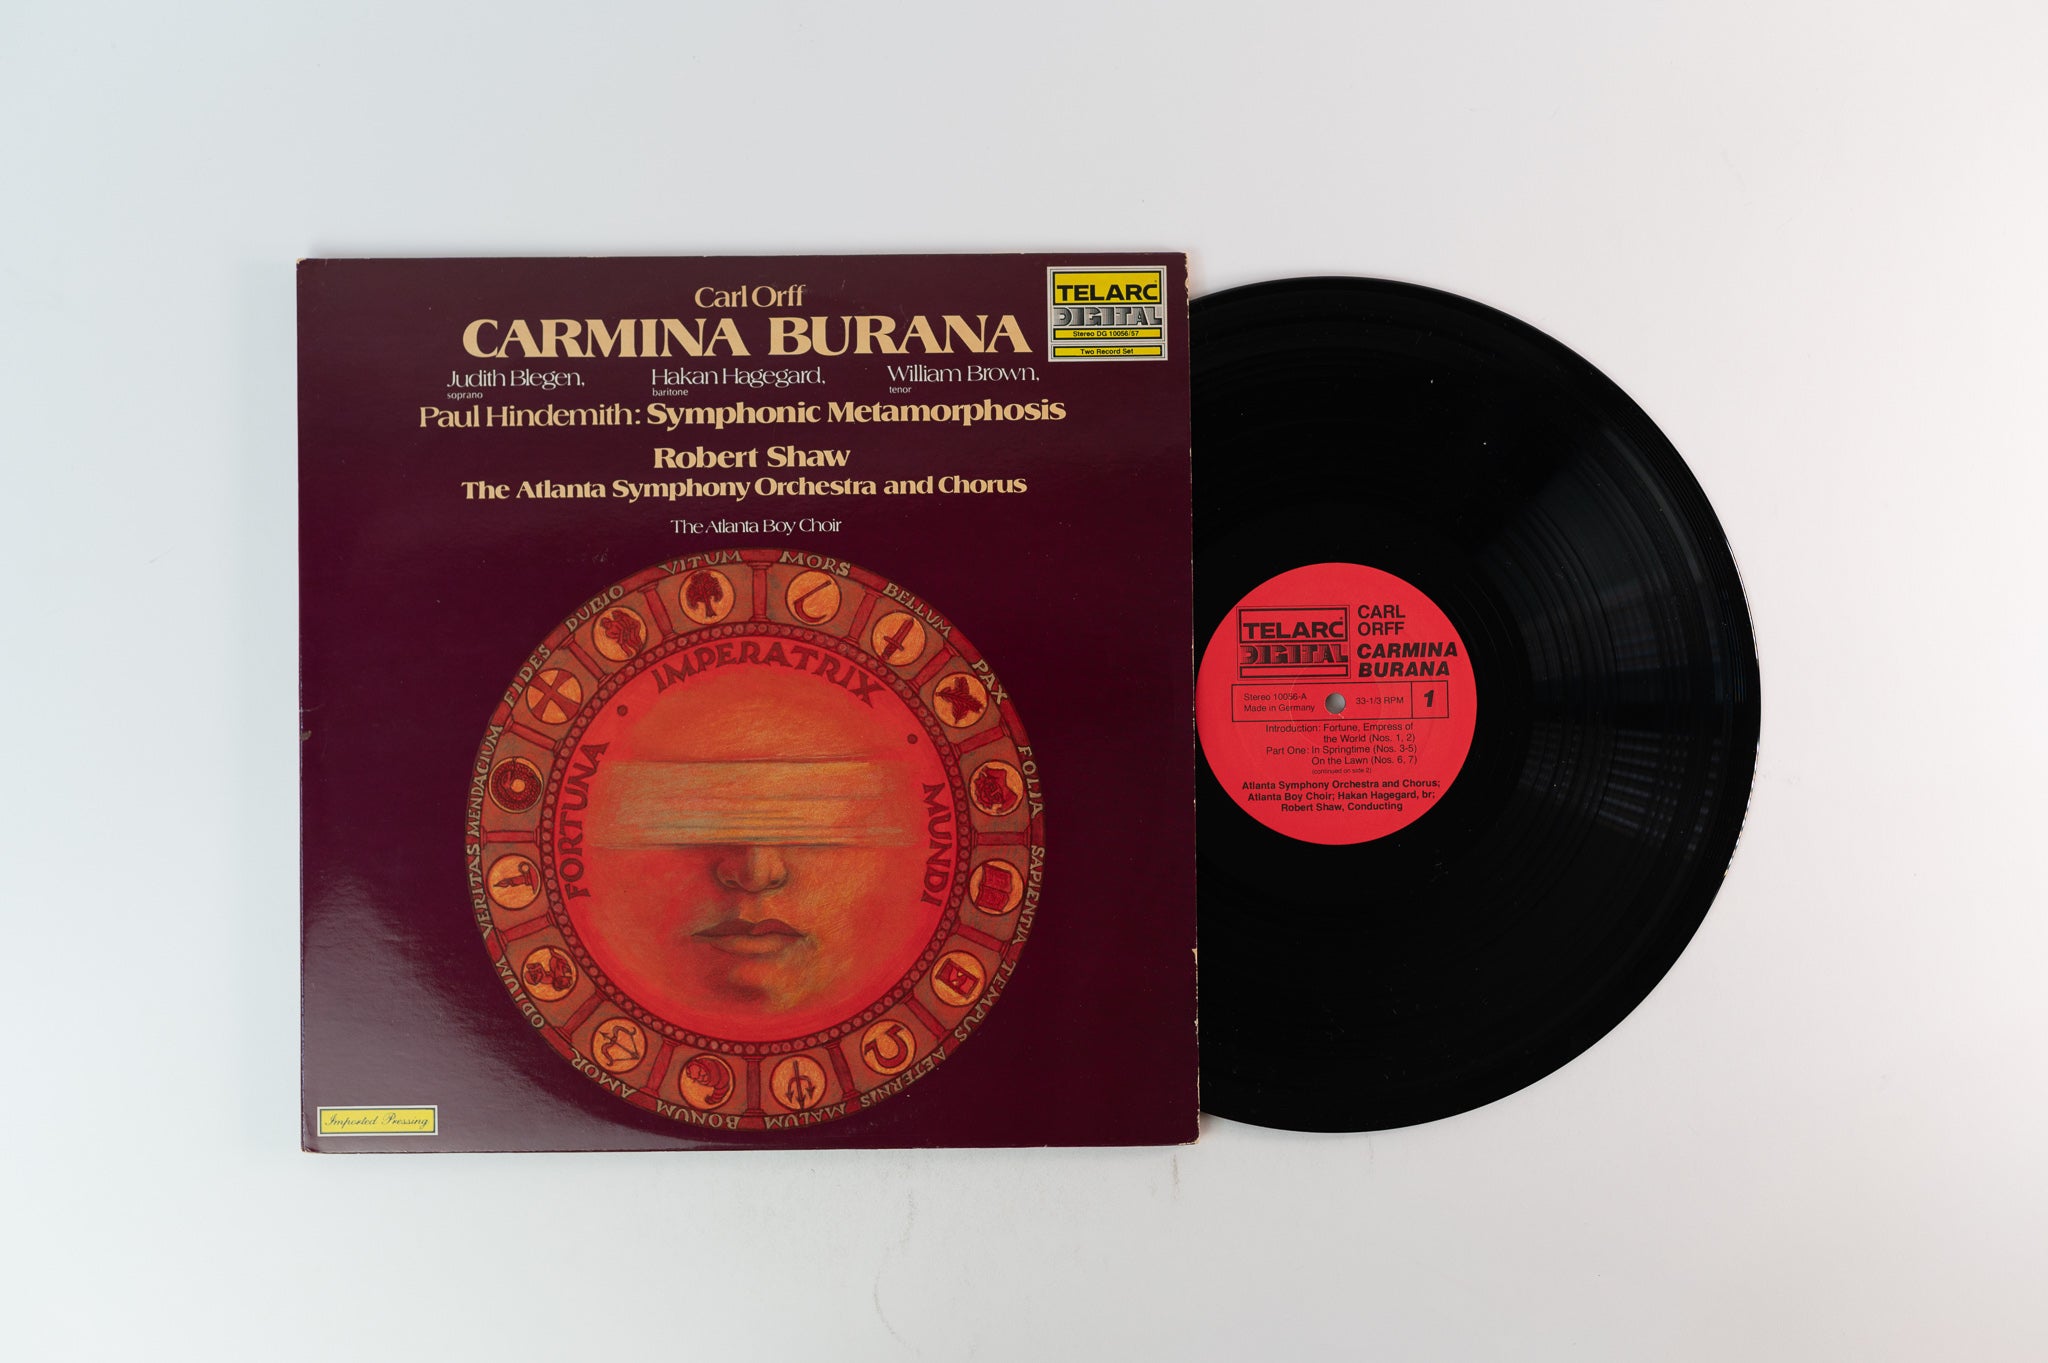 Carl Orff
CARMINA BURANA
Judith Blegen,
soprano
Hakan Hagegard,
baritone
William Brown,
tenor
Paul Hindemith: Symphonic Metamorphosis
Robert Shaw
The Atlanta Symphony Orchestra and Chorus
The Atlanta Boy Choir
TELARC
DIGITAL
Stereo DG 10056/57
Two Record Set
VITUM
MORS
BELLUM
PAX
FOLIA
SAPIENTIA
TEMPUS
AETERNIS
MALUM
BONUM
AMOR
ODIUM
VERITAS
MENDACIUM
FIDES
DUBIO
FORTUNA
IMPERATRIX
MUNDI
Imported Pressing
TELARC
DIGITAL
CARL
ORFF
CARMINA
BURANA
Stereo 10056-A
Made in Germany
33-1/3 RPM
1
Introduction: Fortune, Empress of
the World (Nos. 1, 2)
Part One: In Springtime (Nos. 3-5)
On the Lawn (Nos. 6, 7)
(continued on side 2)
Atlanta Symphony Orchestra and Chorus;
Atlanta Boy Choir; Hakan Hagegard, br;
Robert Shaw, Conducting